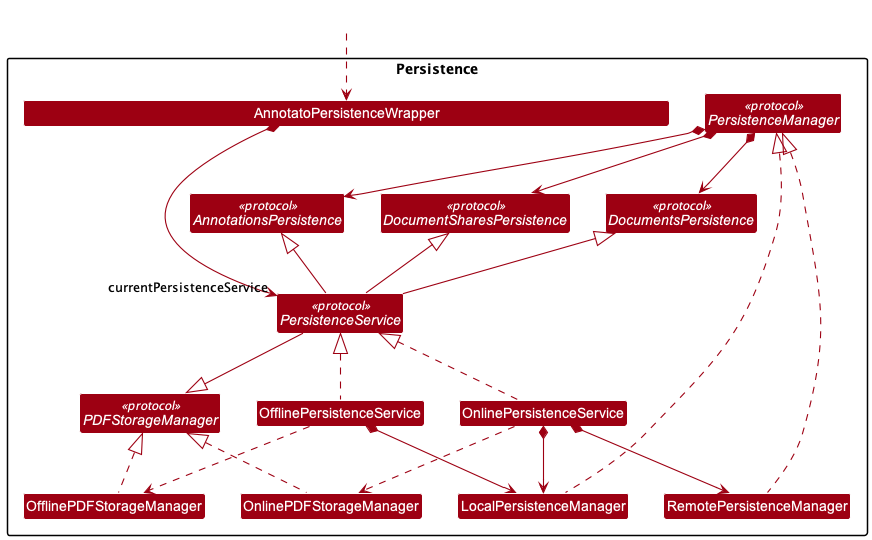 Persistence
AnnotatoPersistenceWrapper
«protocol»
PersistenceManager
«protocol»
AnnotationsPersistence
«protocol»
DocumentSharesPersistence
«protocol»
DocumentsPersistence
currentPersistenceService
«protocol»
PersistenceService
«protocol»
PDFStorageManager
OfflinePersistenceService
OnlinePersistenceService
OfflinePDFStorageManager
OnlinePDFStorageManager
LocalPersistenceManager
RemotePersistenceManager